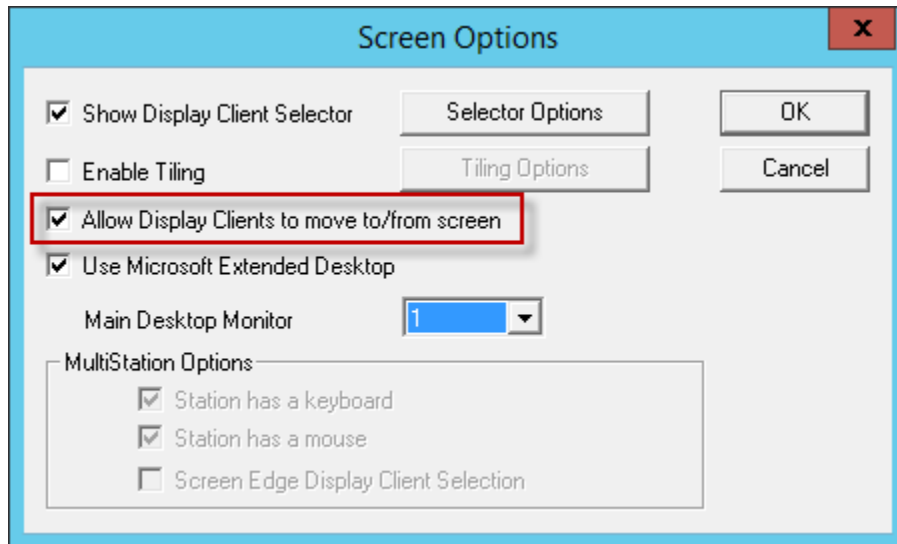 Screen Options
x
Show Display Client Selector
Selector Options
OK
Enable Tiling
Tiling Options
Cancel
Allow Display Clients to move to/from screen
Use Microsoft Extended Desktop
Main Desktop Monitor
1
MultiStation Options
Station has a keyboard
Station has a mouse
Screen Edge Display Client Selection